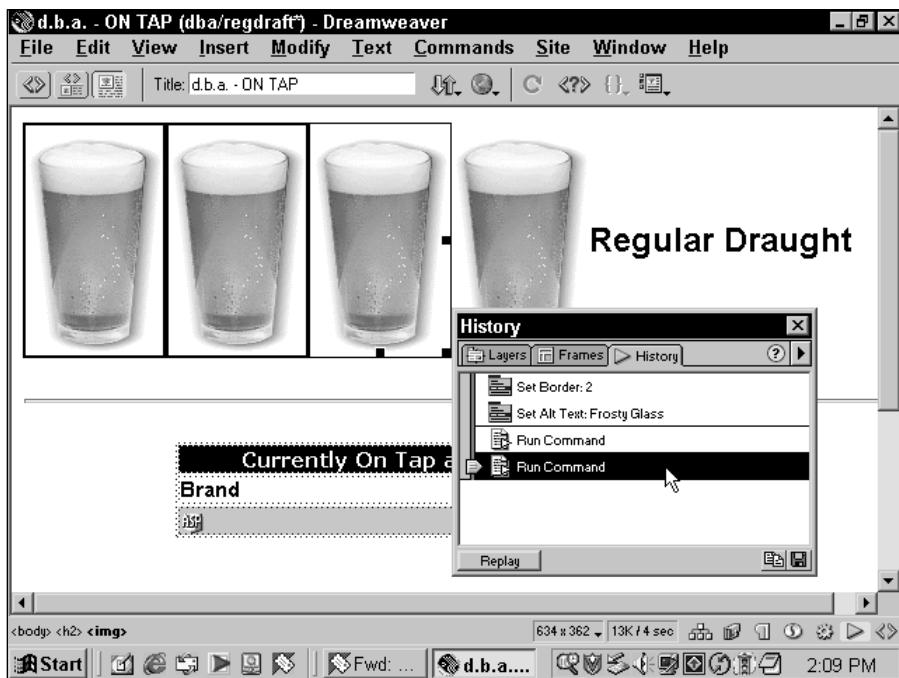 d.b.a. - ON TAP (dba/regdraft*) - Dreamweaver
File Edit View Insert Modify Text Commands Site Window Help
Title: d.b.a. - ON TAP
Regular Draught
History
Layers Frames History
Set Border: 2
Set Alt Text: Frosty Glass
Run Command
Run Command
Replay
Currently On Tap a
Brand
ASP
<body> <h2> <img> 634 x 362 13K / 4 sec
Start Fwd: ... d.b.a.... 2:09 PM